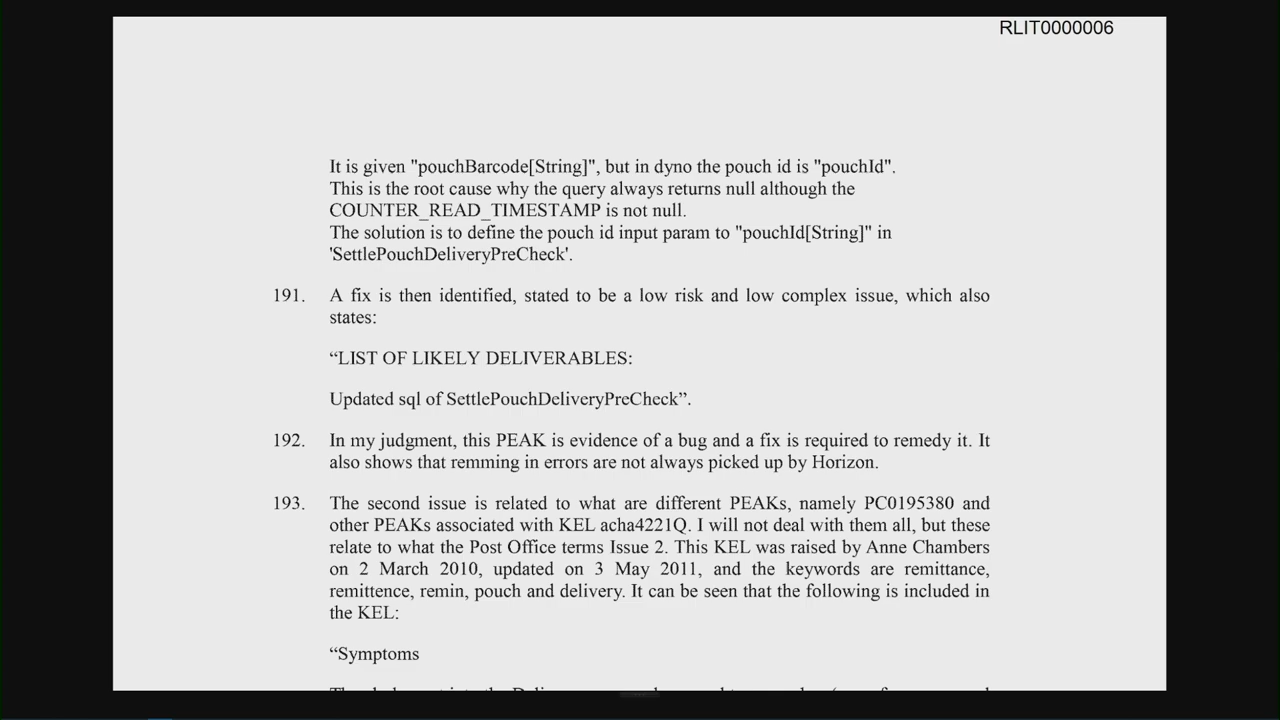 RLIT0000006
It is given "pouchBarcode[String]", but in dyno the pouch id is "pouchId".
This is the root cause why the query always returns null although the
COUNTER_READ_TIMESTAMP is not null.
The solution is to define the pouch id input param to "pouchId[String]" in
'SettlePouchDeliveryPreCheck'.
191. A fix is then identified, stated to be a low risk and low complex issue, which also
states:
“LIST OF LIKELY DELIVERABLES:
Updated sql of SettlePouchDeliveryPreCheck”.
192. In my judgment, this PEAK is evidence of a bug and a fix is required to remedy it. It
also shows that remming in errors are not always picked up by Horizon.
193. The second issue is related to what are different PEAKs, namely PC0195380 and
other PEAKs associated with KEL acha4221Q. I will not deal with them all, but these
relate to what the Post Office terms Issue 2. This KEL was raised by Anne Chambers
on 2 March 2010, updated on 3 May 2011, and the keywords are remittance,
remittence, remin, pouch and delivery. It can be seen that the following is included in
the KEL:
“Symptoms